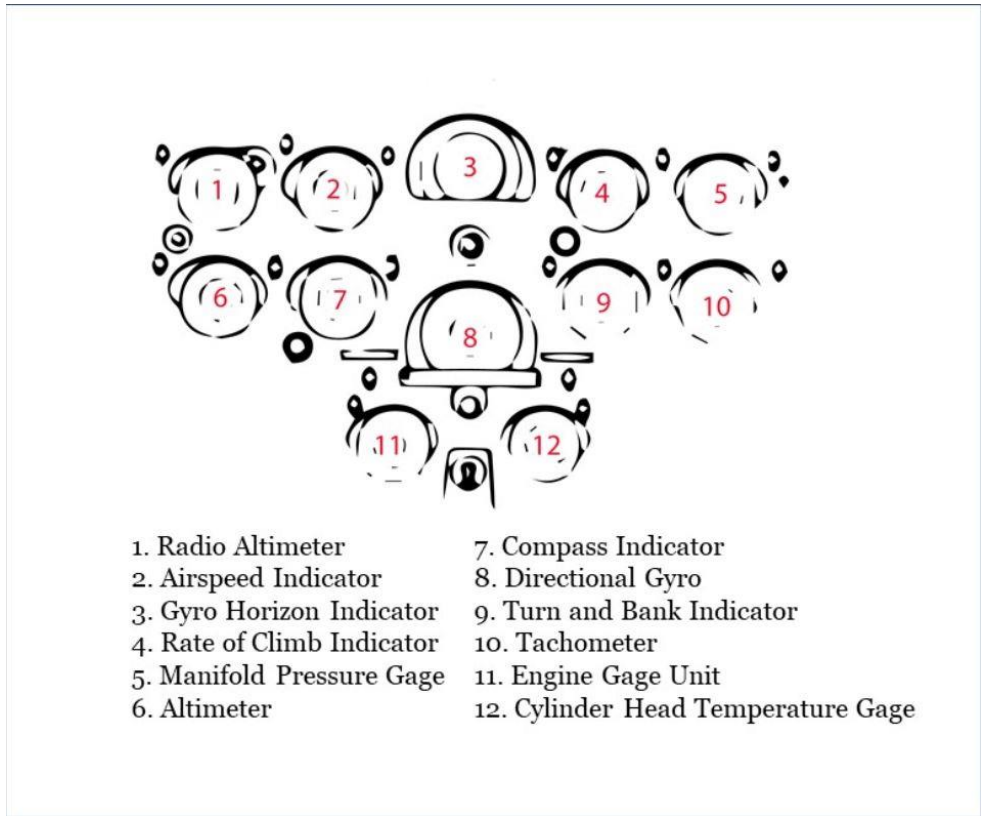 3
1
2
4
5
6
7
9
10
8
11
12
1. Radio Altimeter
2. Airspeed Indicator
3. Gyro Horizon Indicator
4. Rate of Climb Indicator
5. Manifold Pressure Gage
6. Altimeter
7. Compass Indicator
8. Directional Gyro
9. Turn and Bank Indicator
10. Tachometer
11. Engine Gage Unit
12. Cylinder Head Temperature Gage